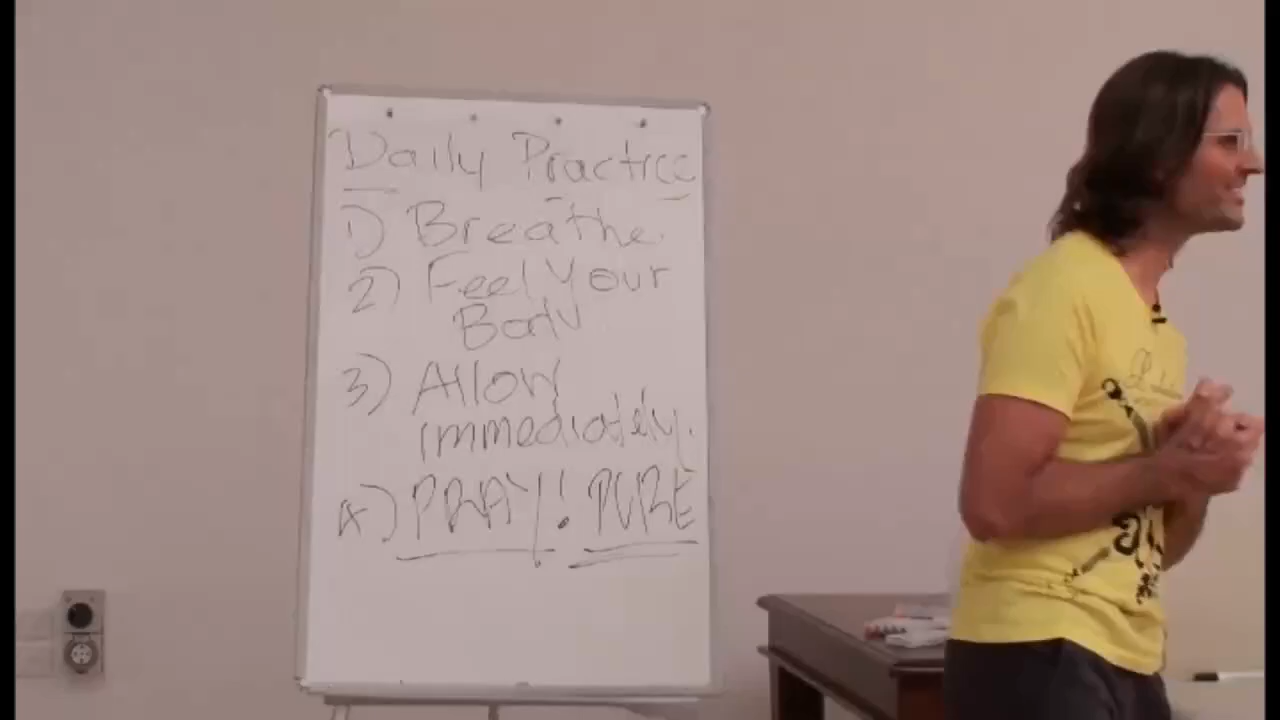 Daily Practice
1) Breathe.
2) Feel Your
Body
3) Allow
immediately.
4) PRAY! PURE